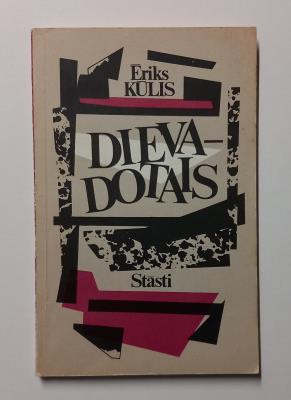 Ēriks
KŪLIS
DIEVA-
DOTAIS
Stāsti